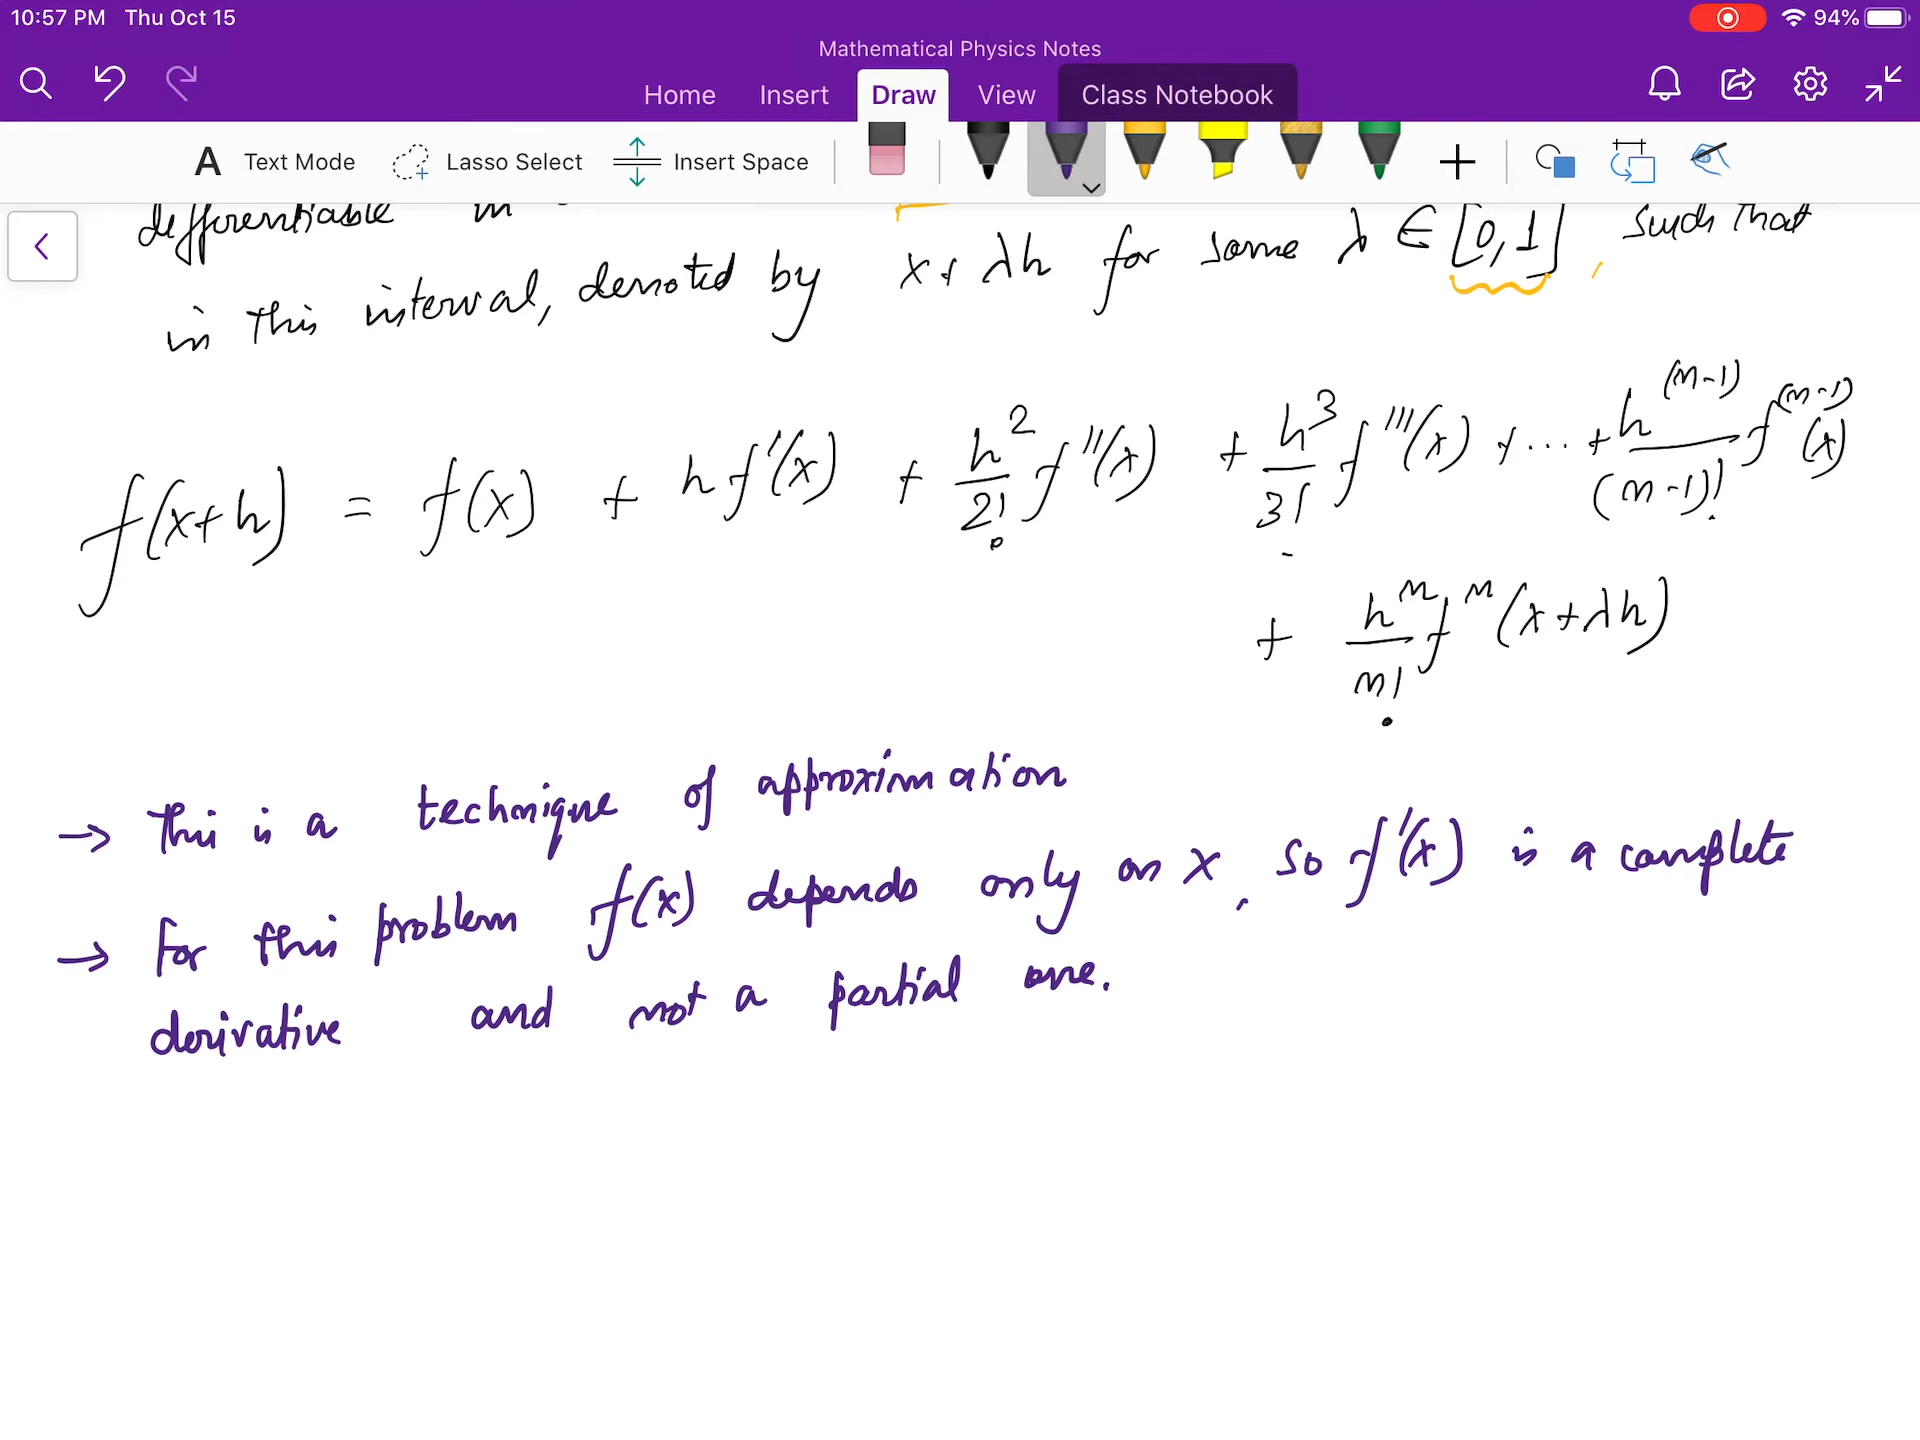 10:57 PM Thu Oct 15 94%
Mathematical Physics Notes
Home Insert Draw View Class Notebook
A Text Mode Lasso Select Insert Space
differentiable in
in this interval, denoted by x + λh for some λ ∈ [0,1], such that
f(x+h) = f(x) + hf'(x) + h²/2! f''(x) + h³/3! f'''(x) + ... + h^(n-1)/(n-1)! f^(n-1)(x)
+ h^n/n! f^n (x+λh)
→ This is a technique of approximation
→ For this problem f(x) depends only on x, so f'(x) is a complete
derivative and not a partial one.